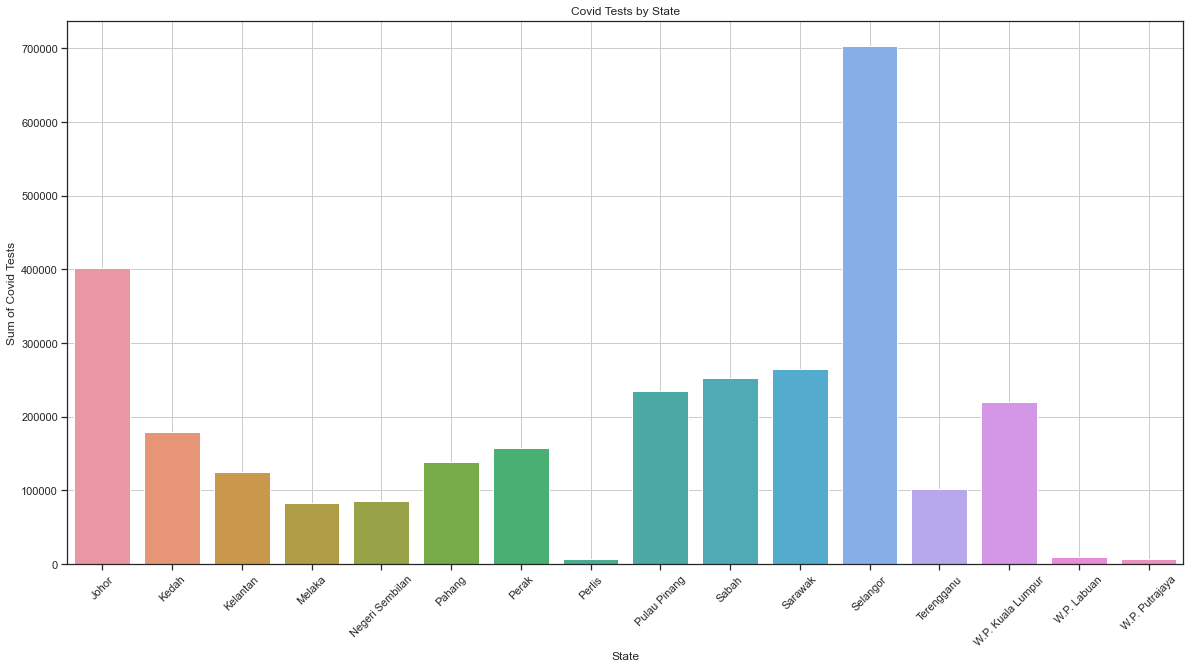 Covid Tests by State
Sum of Covid Tests
700000
600000
500000
400000
300000
200000
100000
0
Johor
Kedah
Kelantan
Melaka
Negeri Sembilan
Pahang
Perak
Perlis
Pulau Pinang
Sabah
Sarawak
Selangor
Terengganu
W.P. Kuala Lumpur
W.P. Labuan
W.P. Putrajaya
State